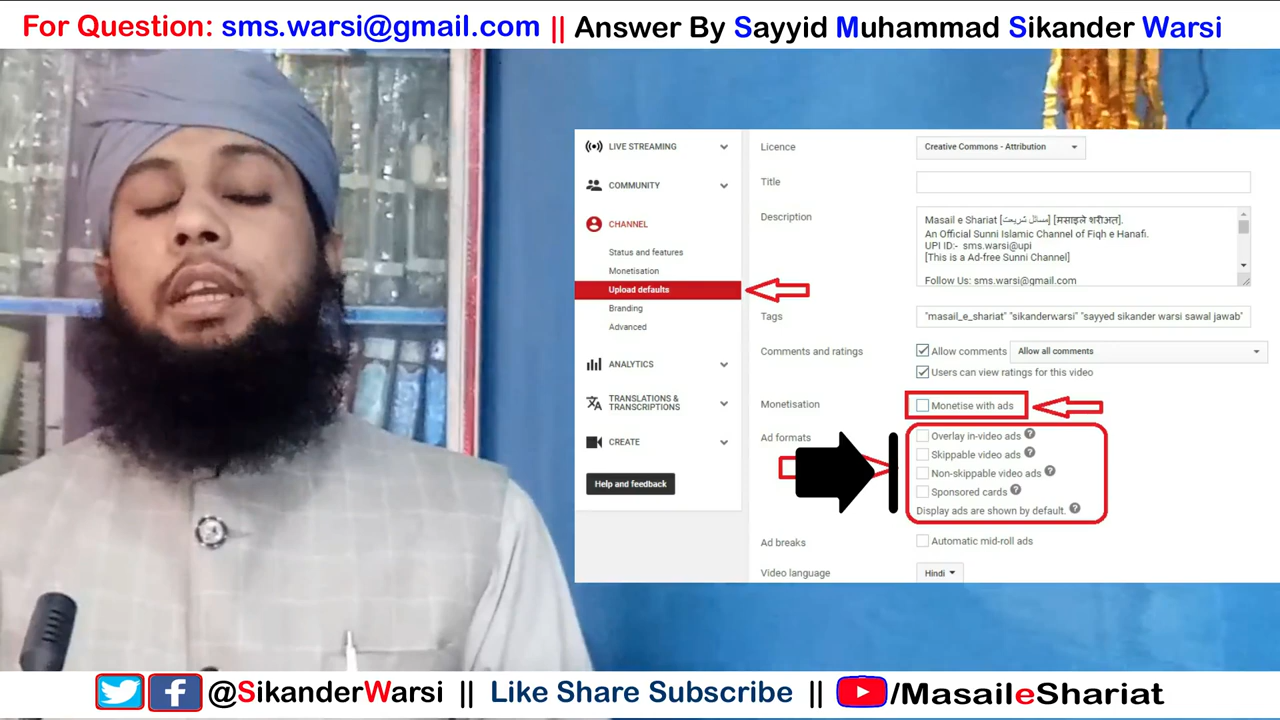 For Question: sms.warsi@gmail.com || Answer By Sayyid Muhammad Sikander Warsi
LIVE STREAMING
COMMUNITY
CHANNEL
Status and features
Monetisation
Upload defaults
Branding
Advanced
ANALYTICS
TRANSLATIONS &
TRANSCRIPTIONS
CREATE
Help and feedback
Licence
Creative Commons - Attribution
Title
Description
Masail e Shariat [مسائل شریعت] [मसाइले शरीअत].
An Official Sunni Islamic Channel of Fiqh e Hanafi.
UPI ID:- sms.warsi@upi
[This is a Ad-free Sunni Channel]
Follow Us: sms.warsi@gmail.com
Tags
"masail_e_shariat" "sikanderwarsi" "sayyed sikander warsi sawal jawab"
Comments and ratings
Allow comments
Allow all comments
Users can view ratings for this video
Monetisation
Monetise with ads
Ad formats
Overlay in-video ads ?
Skippable video ads ?
Non-skippable video ads ?
Sponsored cards ?
Display ads are shown by default. ?
Ad breaks
Automatic mid-roll ads
Video language
Hindi
@SikanderWarsi || Like Share Subscribe || /MasaileShariat